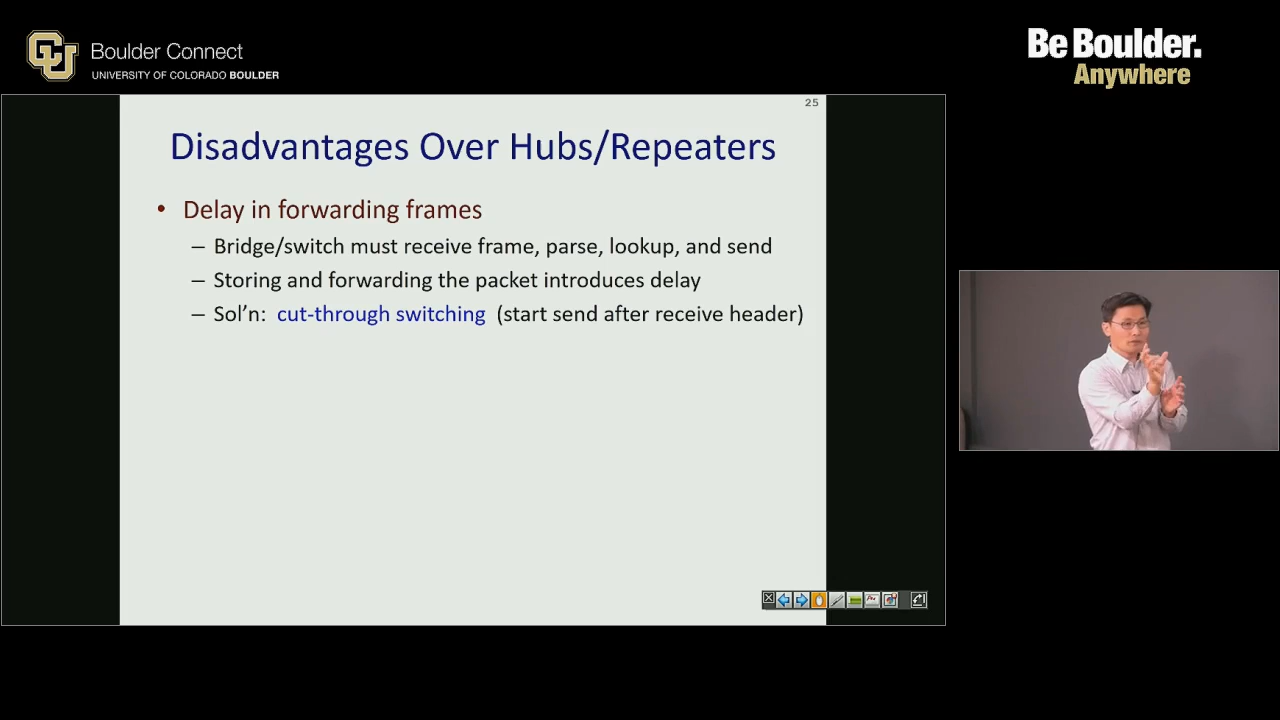 Boulder Connect
UNIVERSITY OF COLORADO BOULDER
Be Boulder.
Anywhere
25
Disadvantages Over Hubs/Repeaters
• Delay in forwarding frames
– Bridge/switch must receive frame, parse, lookup, and send
– Storing and forwarding the packet introduces delay
– Sol’n: cut-through switching (start send after receive header)